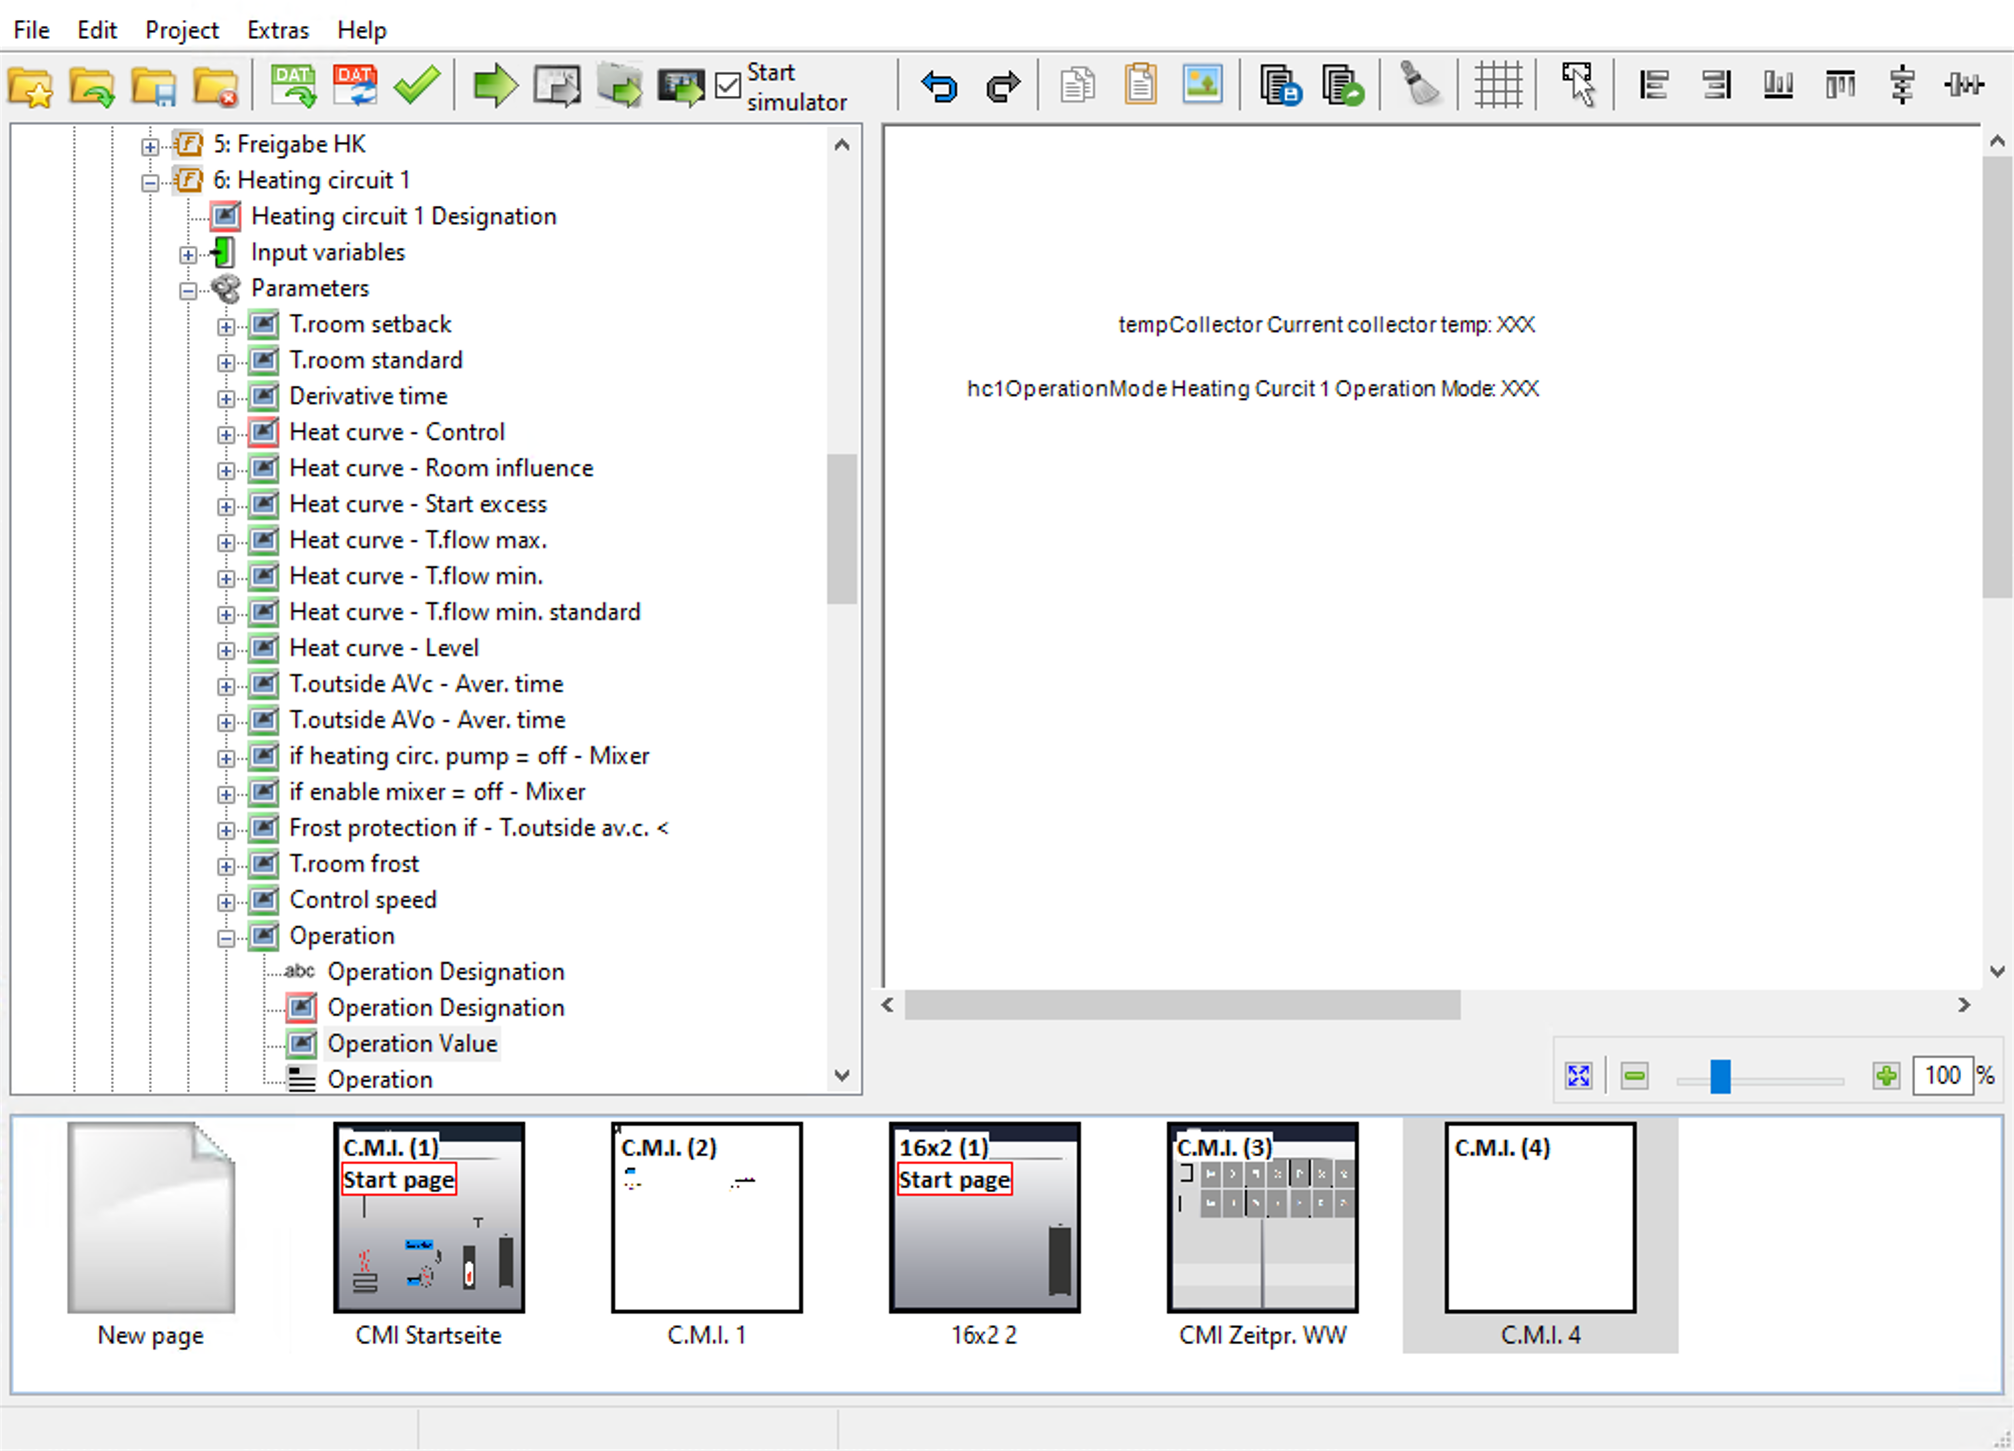 File Edit Project Extras Help
DAT DAT Start simulator
5: Freigabe HK
6: Heating circuit 1
Heating circuit 1 Designation
Input variables
Parameters
T.room setback
T.room standard
Derivative time
Heat curve - Control
Heat curve - Room influence
Heat curve - Start excess
Heat curve - T.flow max.
Heat curve - T.flow min.
Heat curve - T.flow min. standard
Heat curve - Level
T.outside AVc - Aver. time
T.outside AVo - Aver. time
if heating circ. pump = off - Mixer
if enable mixer = off - Mixer
Frost protection if - T.outside av.c. <
T.room frost
Control speed
Operation
abc Operation Designation
Operation Designation
Operation Value
Operation
tempCollector Current collector temp: XXX
hc1OperationMode Heating Curcit 1 Operation Mode: XXX
100 %
C.M.I. (1)
Start page
C.M.I. (2)
16x2 (1)
Start page
C.M.I. (3)
C.M.I. (4)
New page
CMI Startseite
C.M.I. 1
16x2 2
CMI Zeitpr. WW
C.M.I. 4